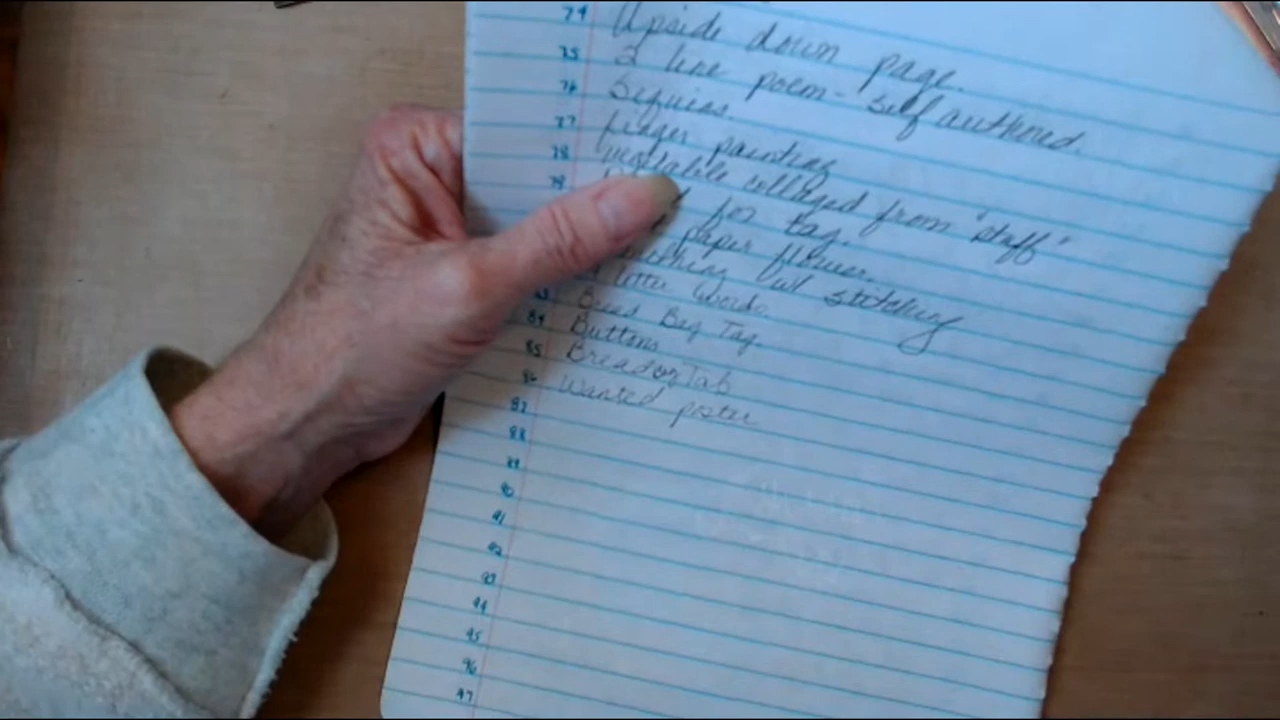 74 Upside down page.
75 2 line poem - self authored.
76 Sequins.
77 finger painting
78 vegetable collaged from "stuff"
79 for tag.
paper flower.
but stitching
letter words.
83 Bag Tag.
84 Buttons
85 Bread Tab
86 Wanted poster
87
88
89
90
91
92
93
94
95
96
97